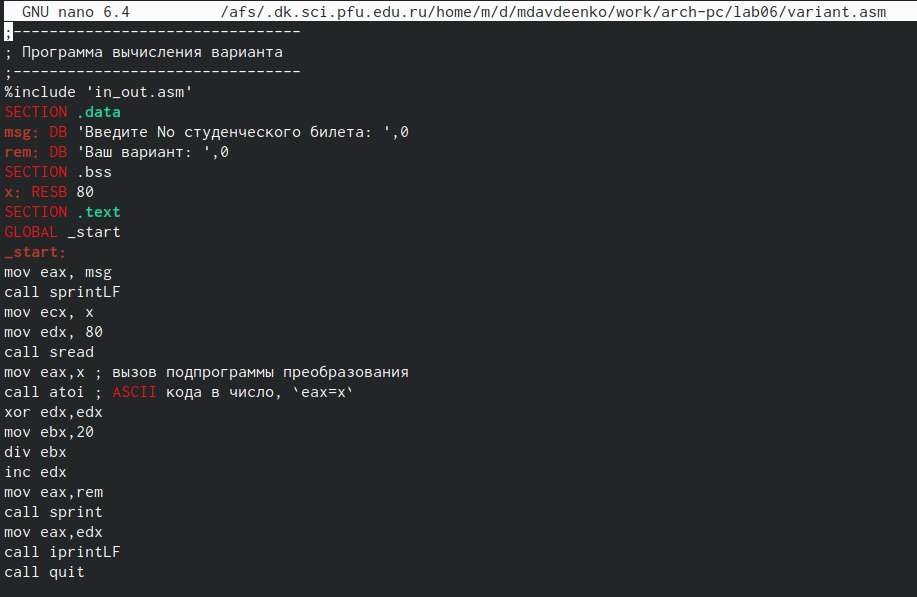 GNU nano 6.4 /afs/.dk.sci.pfu.edu.ru/home/m/d/mdavdeenko/work/arch-pc/lab06/variant.asm
;--------------------------------
; Программа вычисления варианта
;--------------------------------
%include 'in_out.asm'
SECTION .data
msg: DB 'Введите No студенческого билета: ',0
rem: DB 'Ваш вариант: ',0
SECTION .bss
x: RESB 80
SECTION .text
GLOBAL _start
_start:
mov eax, msg
call sprintLF
mov ecx, x
mov edx, 80
call sread
mov eax,x ; вызов подпрограммы преобразования
call atoi ; ASCII кода в число, `eax=x`
xor edx,edx
mov ebx,20
div ebx
inc edx
mov eax,rem
call sprint
mov eax,edx
call iprintLF
call quit